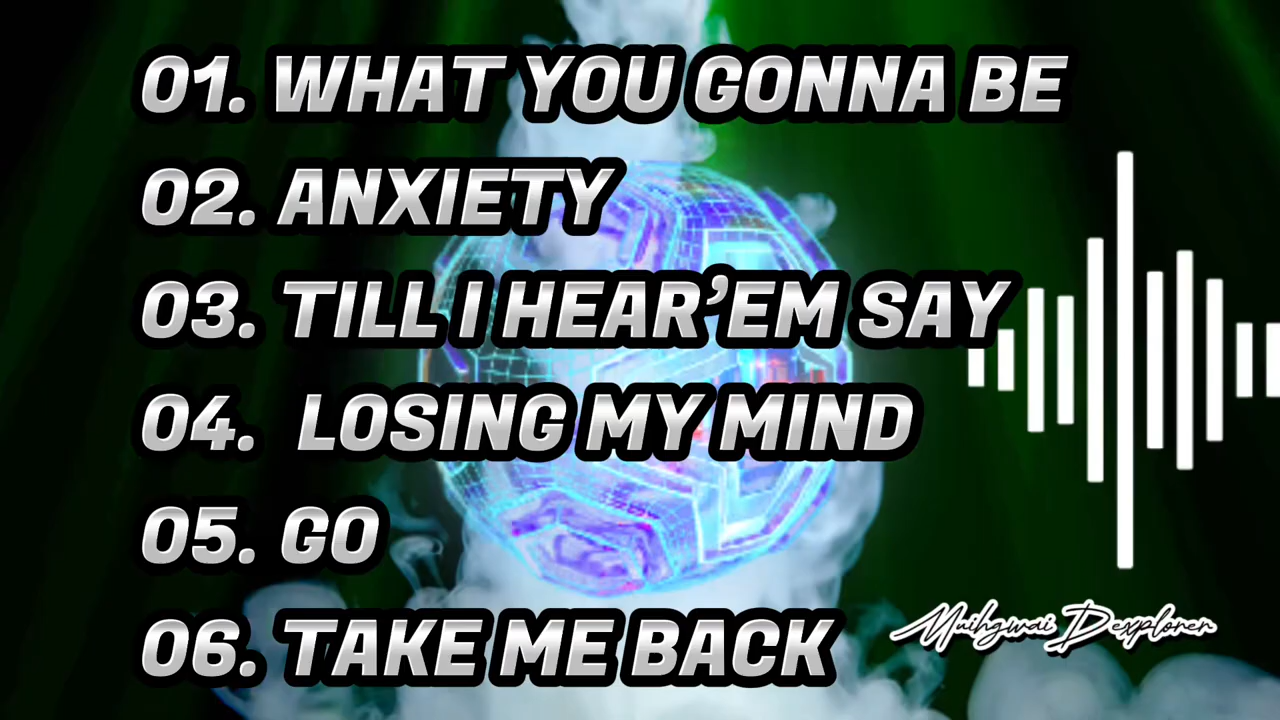 01. WHAT YOU GONNA BE
02. ANXIETY
03. TILL I HEAR'EM SAY
04. LOSING MY MIND
05. GO
06. TAKE ME BACK
Dexplorer